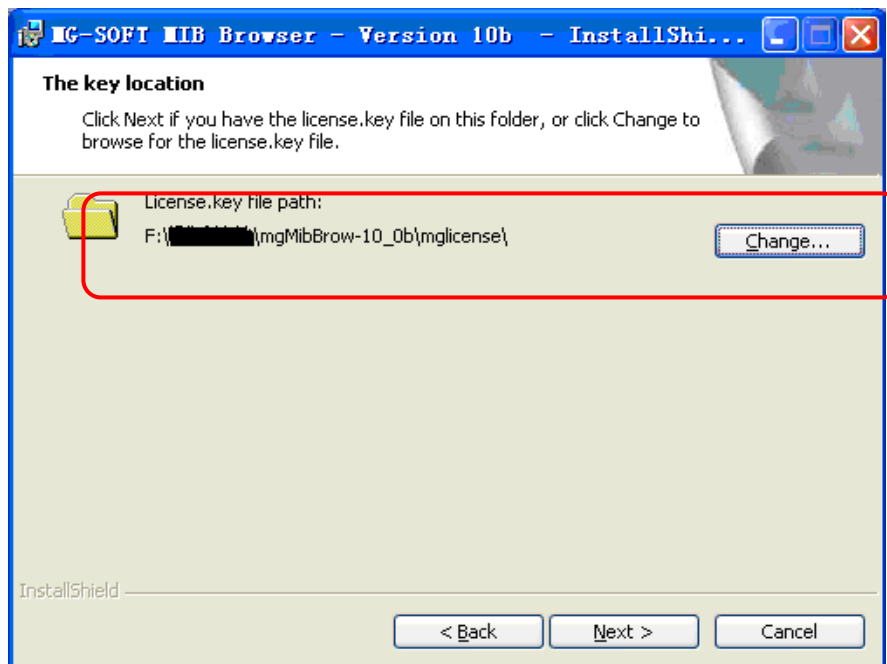 MG-SOFT MIB Browser - Version 10b - InstallShi...
The key location
Click Next if you have the license.key file on this folder, or click Change to
browse for the license.key file.
License.key file path:
F:\ \mgMibBrow-10_0b\mglicense\
Change...
InstallShield
< Back
Next >
Cancel